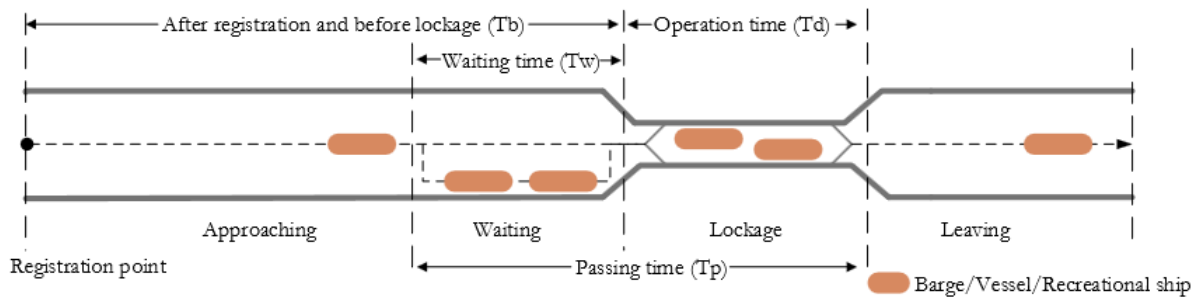 After registration and before lockage (Tb)
Operation time (Td)
Waiting time (Tw)
Approaching
Waiting
Lockage
Leaving
Registration point
Passing time (Tp)
Barge/Vessel/Recreational ship